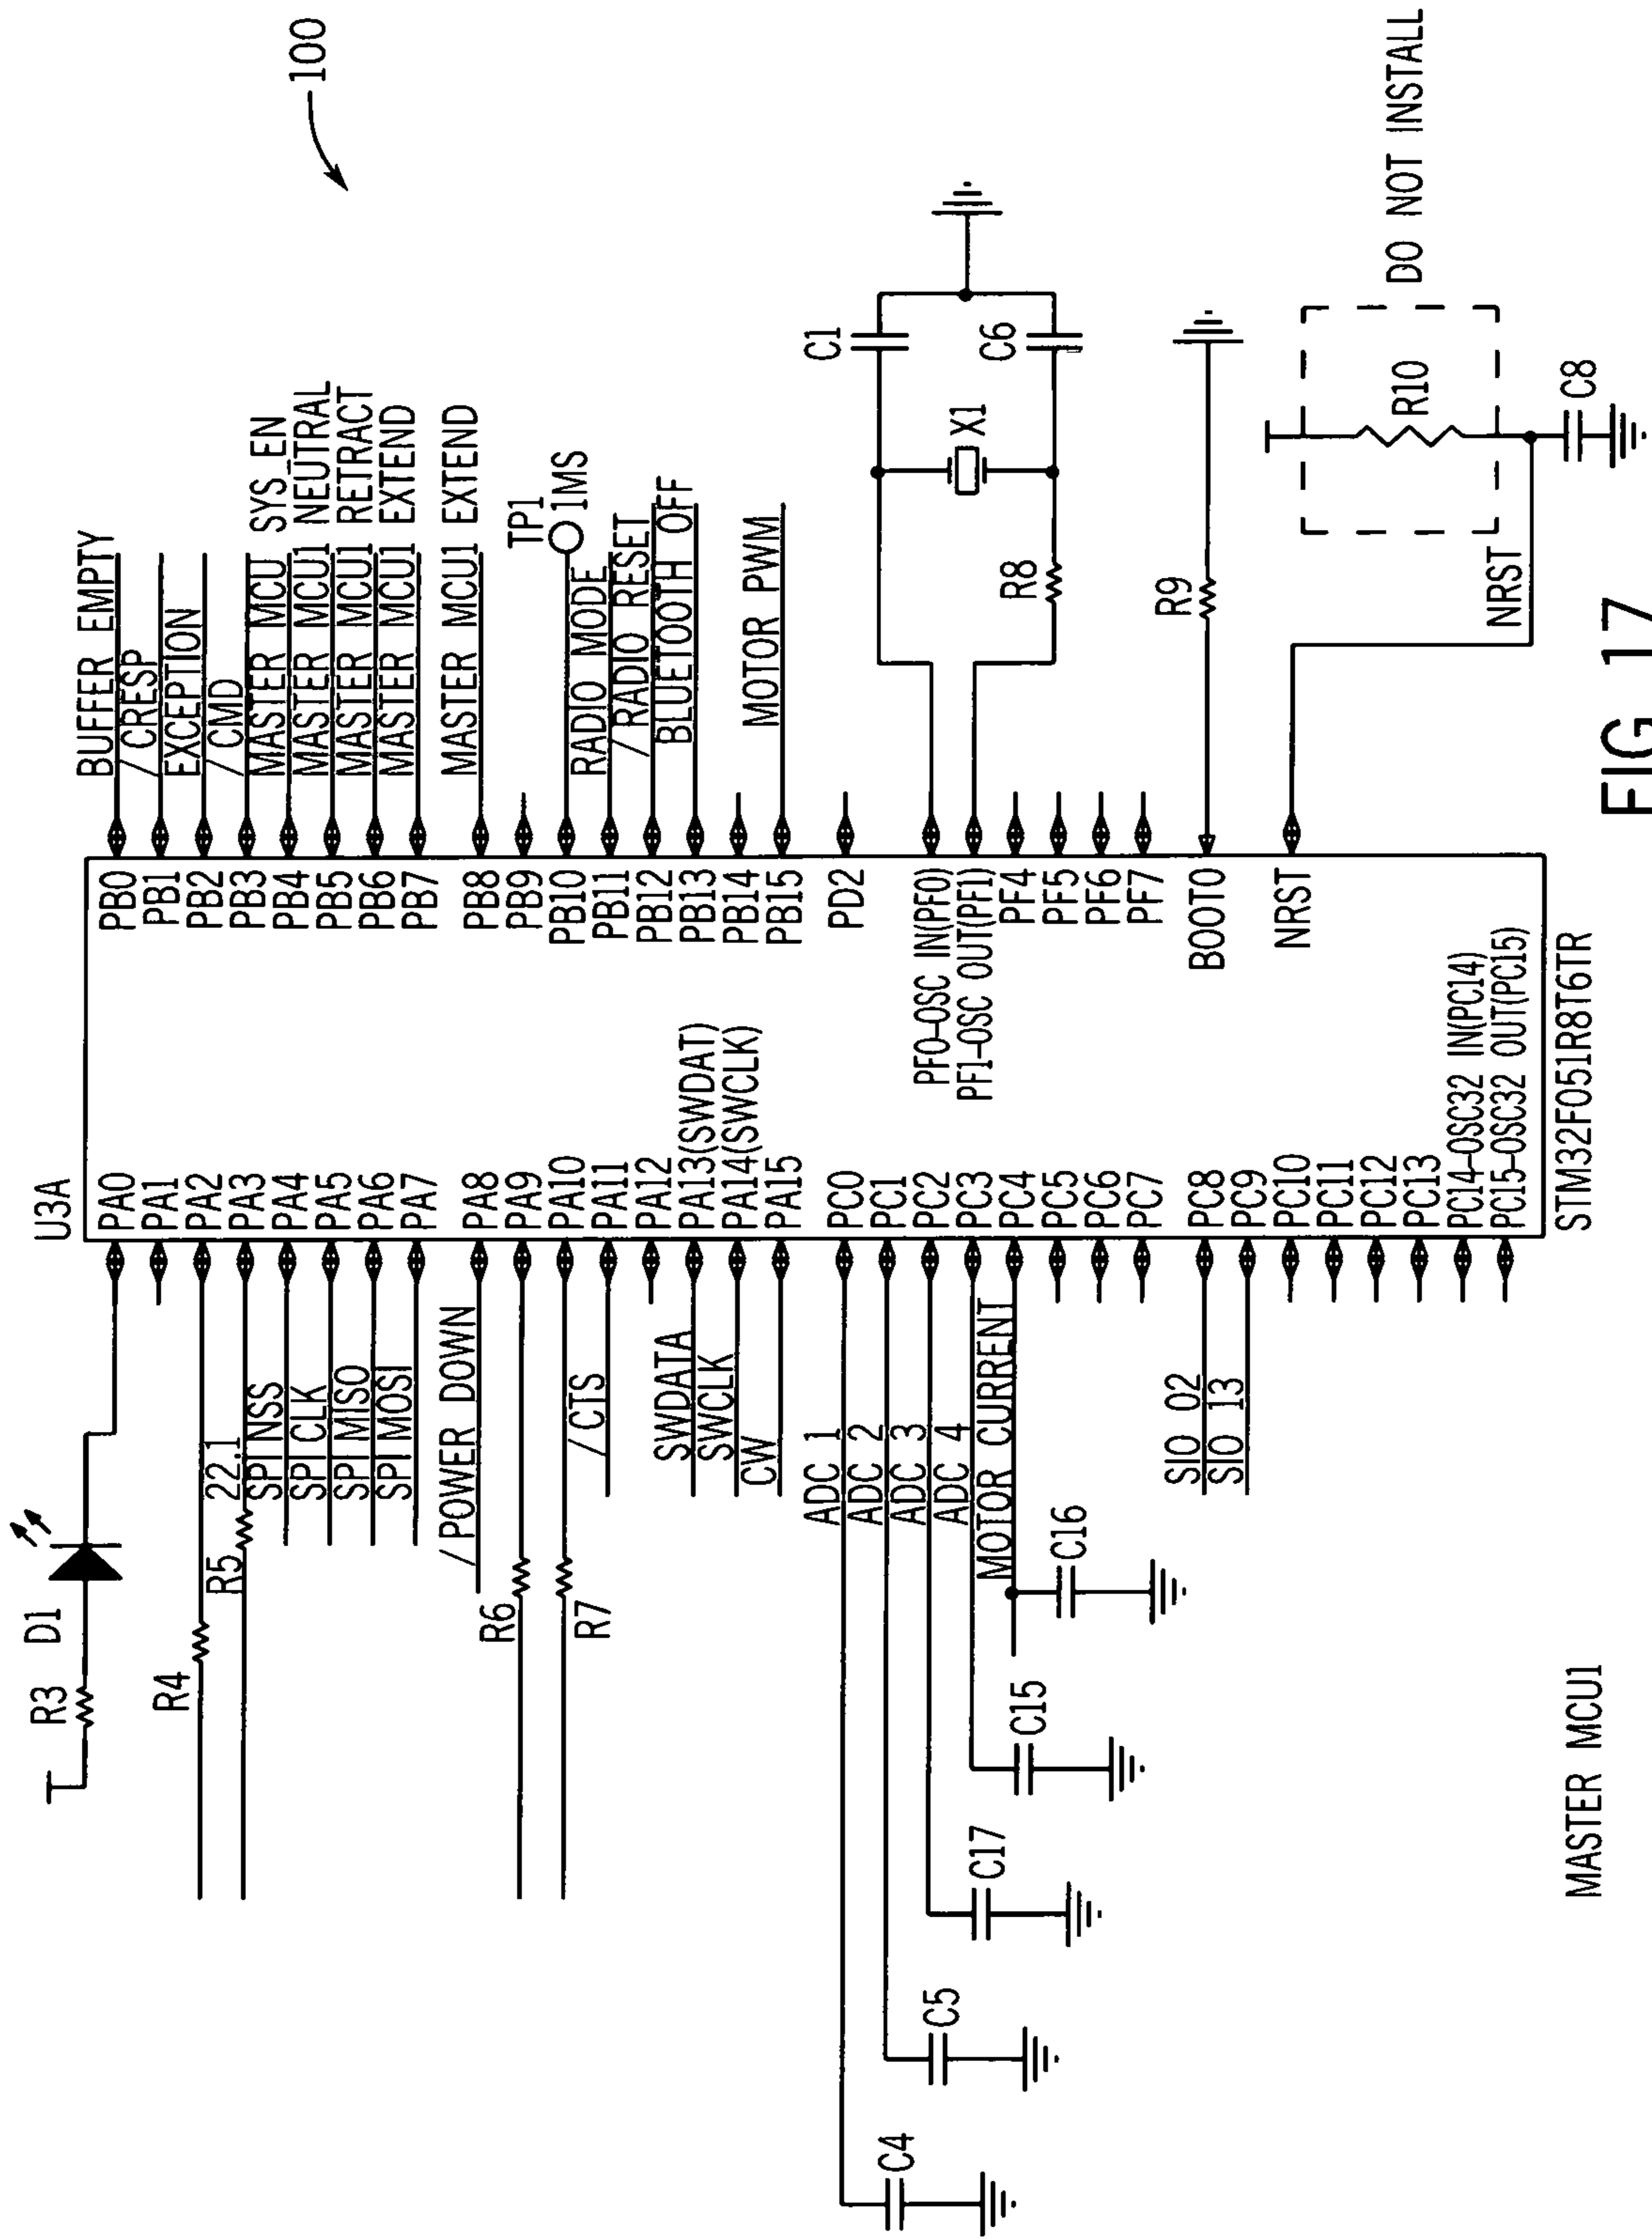 100
R3
D1
U3A
R4
R5
22.1
SPI NSS
SPI CLK
SPI MISO
SPI MOSI
/POWER DOWN
R6
R7
/CTS
SWDATA
SWCLK
CW
ADC 1
ADC 2
ADC 3
ADC 4
MOTOR CURRENT
C4
C5
C17
C15
C16
SIO 02
SIO 13
PA0
PA1
PA2
PA3
PA4
PA5
PA6
PA7
PA8
PA9
PA10
PA11
PA12
PA13(SWDAT)
PA14(SWCLK)
PA15
PC0
PC1
PC2
PC3
PC4
PC5
PC6
PC7
PC8
PC9
PC10
PC11
PC12
PC13
PC14-OSC32 IN(PC14)
PC15-OSC32 OUT(PC15)
PB0
PB1
PB2
PB3
PB4
PB5
PB6
PB7
PB8
PB9
PB10
PB11
PB12
PB13
PB14
PB15
PD2
PF0-OSC IN(PF0)
PF1-OSC OUT(PF1)
PF4
PF5
PF6
PF7
BOOT0
NRST
STM32F051R8T6TR
BUFFER EMPTY
/CRESP
EXCEPTION
/CMD
MASTER MCU SYS_EN
MASTER MCU1 NEUTRAL
MASTER MCU1 RETRACT
MASTER MCU1 EXTEND
MASTER MCU1 EXTEND
TP1
1MS
RADIO MODE
/RADIO RESET
BLUETOOTH OFF
MOTOR PWM
C1
X1
C6
R8
R9
NRST
R10
C8
DO NOT INSTALL
MASTER MCU1
FIG.17